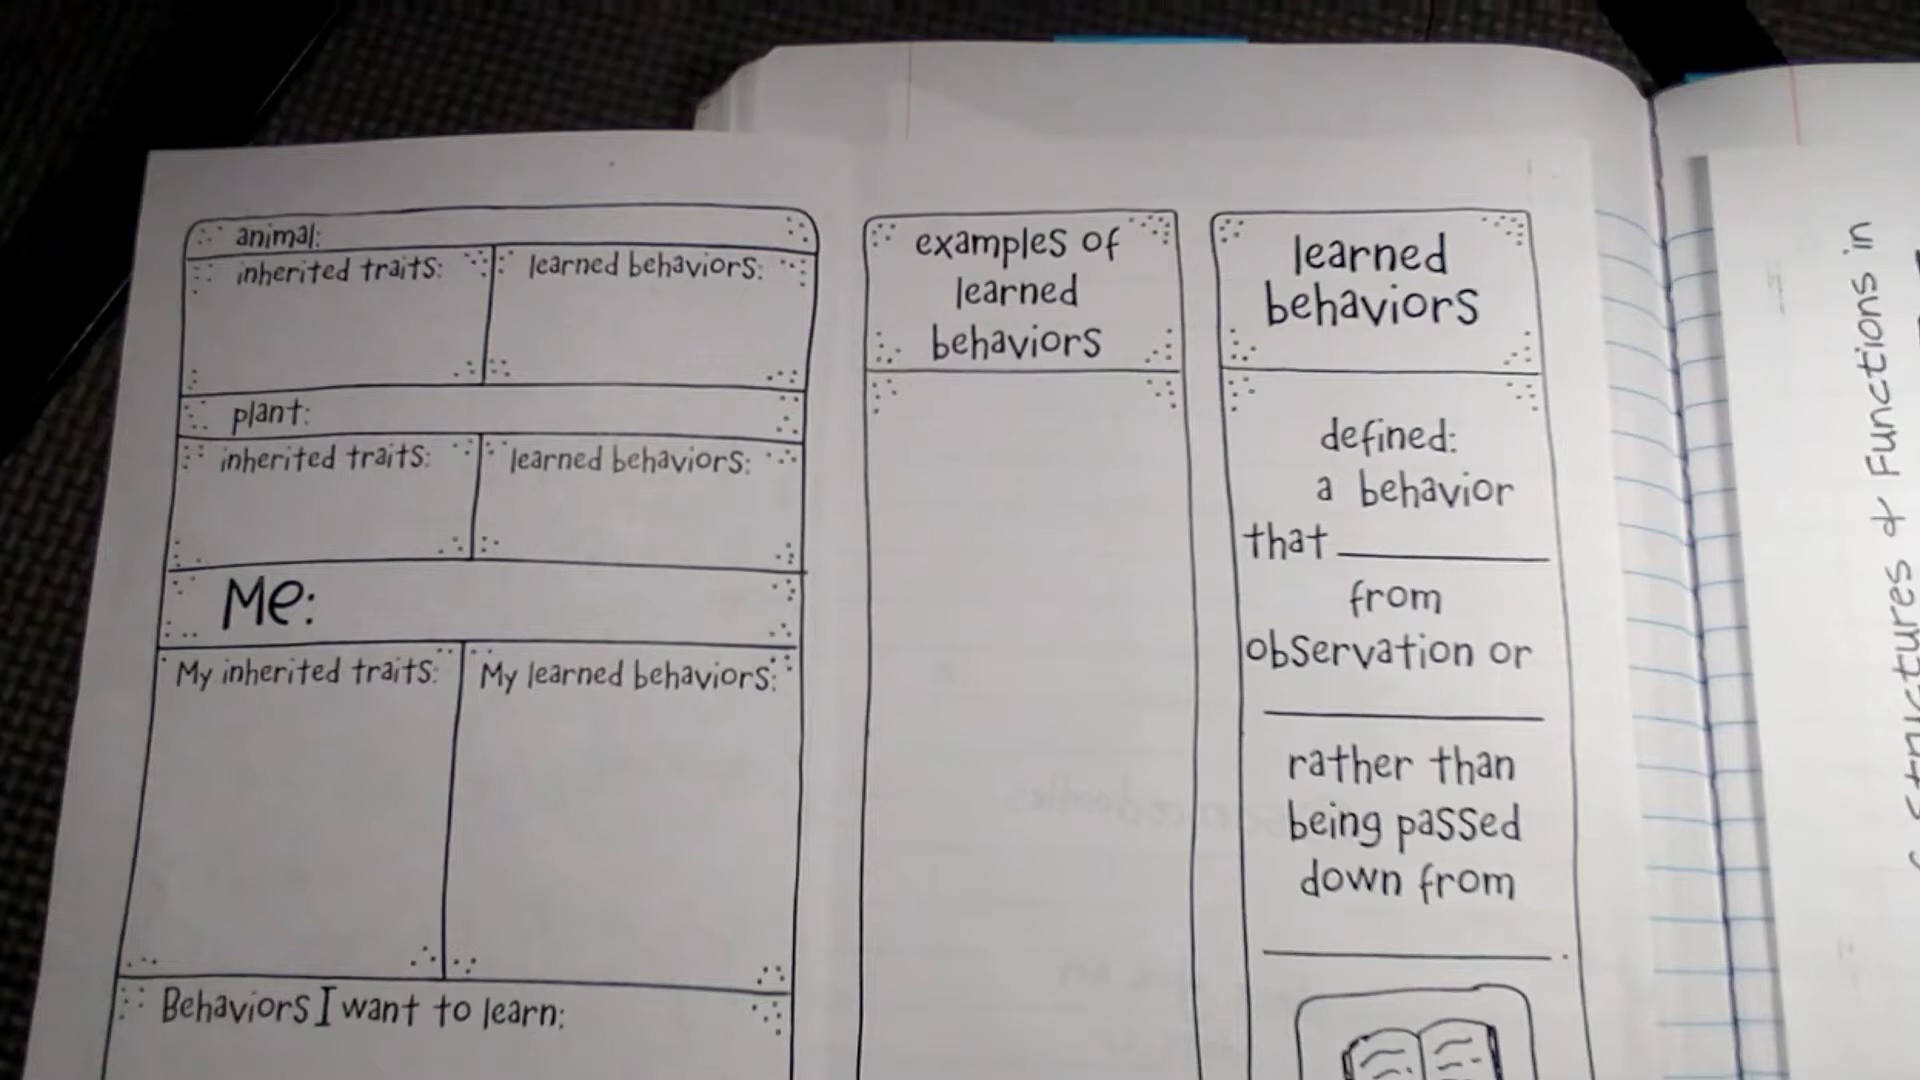 animal:
inherited traits:
learned behaviors:
plant:
inherited traits:
learned behaviors:
Me:
My inherited traits:
My learned behaviors:
Behaviors I want to learn:
examples of
learned
behaviors
learned
behaviors
defined:
a behavior
that
from
observation or
rather than
being passed
down from
Structures & Functions in